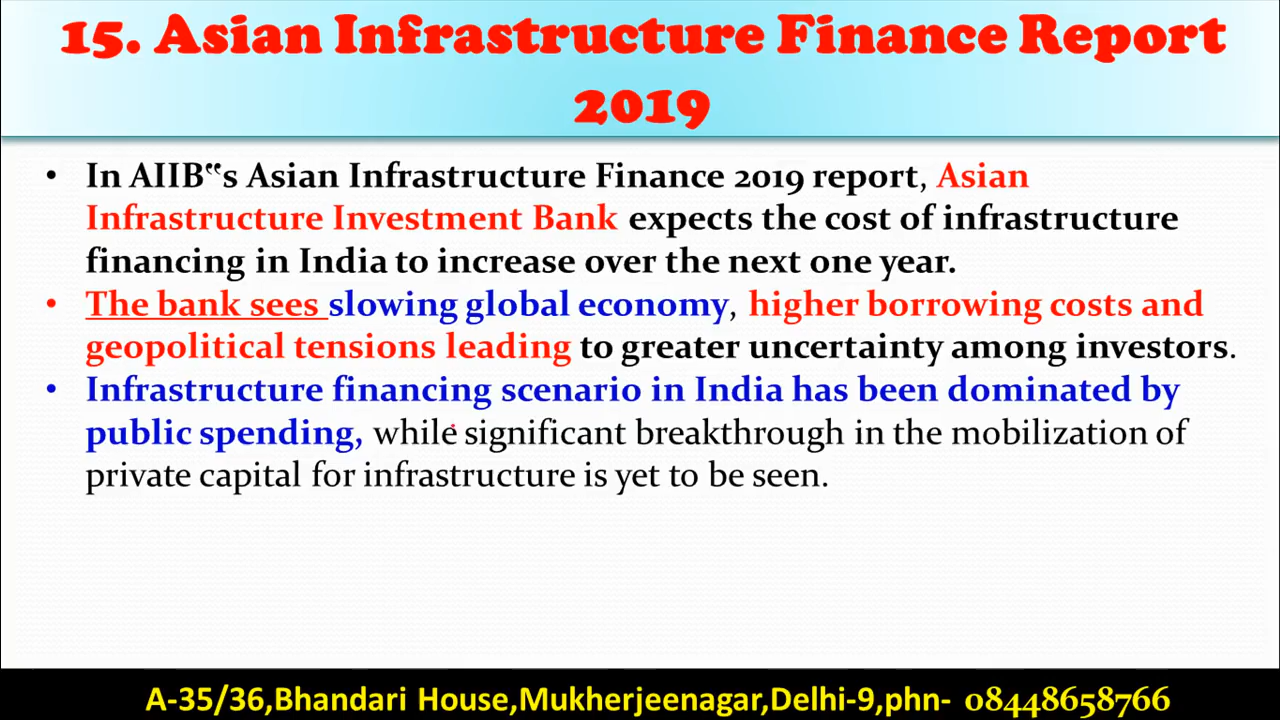 15. Asian Infrastructure Finance Report
2019
• In AIIB‟s Asian Infrastructure Finance 2019 report, Asian
Infrastructure Investment Bank expects the cost of infrastructure
financing in India to increase over the next one year.
• The bank sees slowing global economy, higher borrowing costs and
geopolitical tensions leading to greater uncertainty among investors.
• Infrastructure financing scenario in India has been dominated by
public spending, while significant breakthrough in the mobilization of
private capital for infrastructure is yet to be seen.
A-35/36,Bhandari House,Mukherjeenagar,Delhi-9,phn- 08448658766